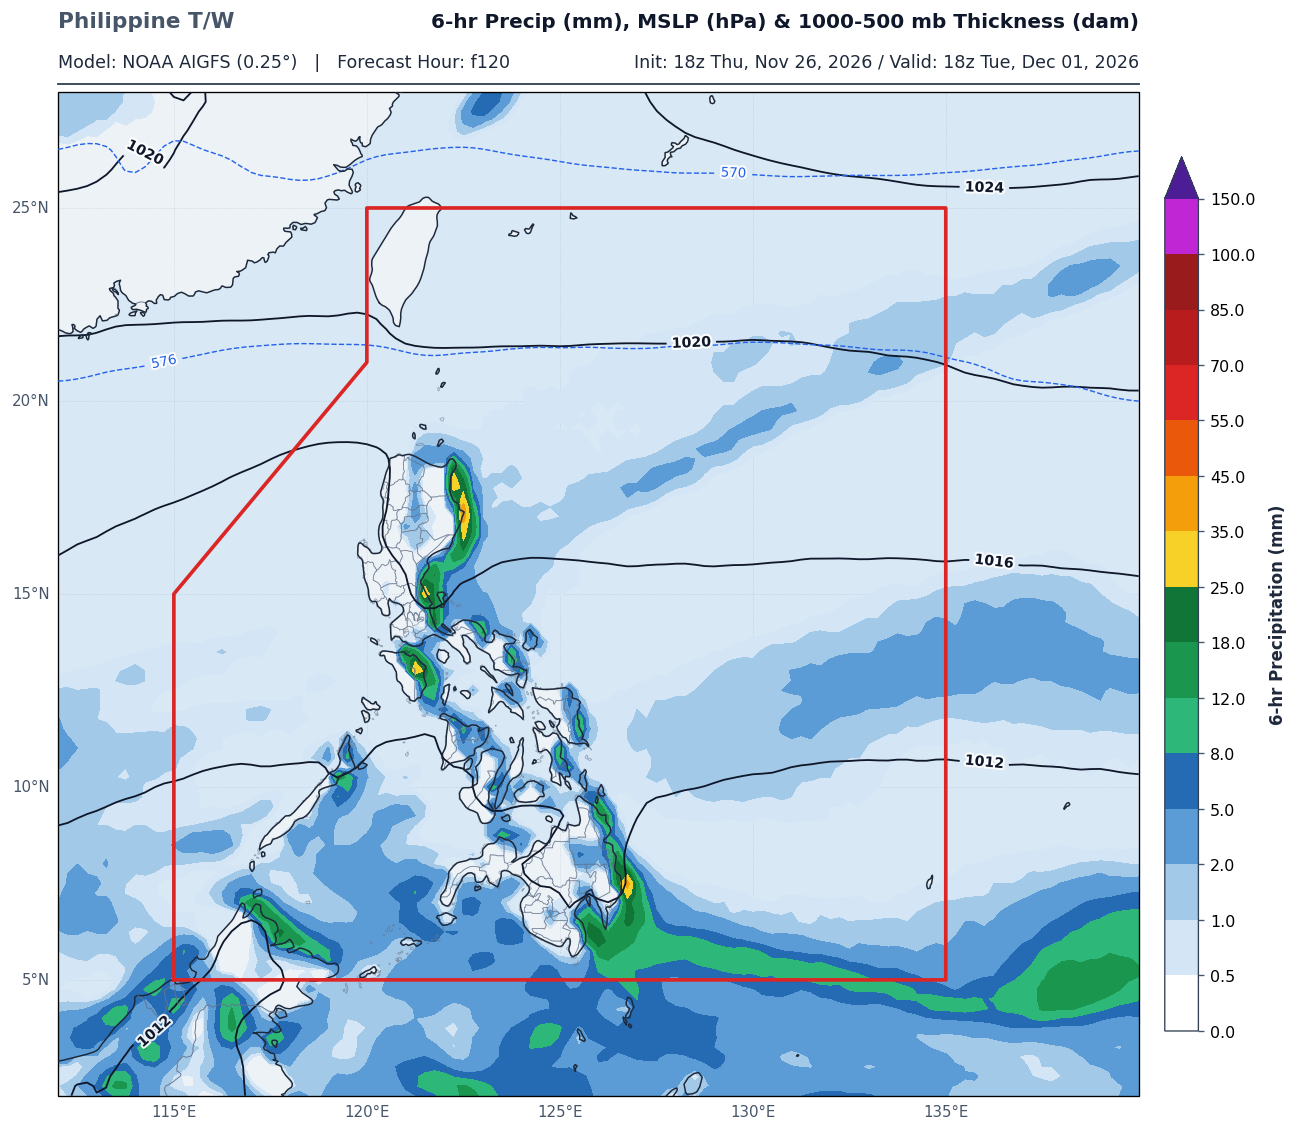 Philippine T/W
6-hr Precip (mm), MSLP (hPa) & 1000-500 mb Thickness (dam)
Model: NOAA AIGFS (0.25°) | Forecast Hour: f120
Init: 18z Thu, Nov 26, 2026 / Valid: 18z Tue, Dec 01, 2026
1020
570
1024
25°N
1020
576
20°N
1016
15°N
1012
10°N
5°N
1012
115°E
120°E
125°E
130°E
135°E
150.0
100.0
85.0
70.0
55.0
45.0
35.0
25.0
18.0
12.0
8.0
5.0
2.0
1.0
0.5
0.0
6-hr Precipitation (mm)